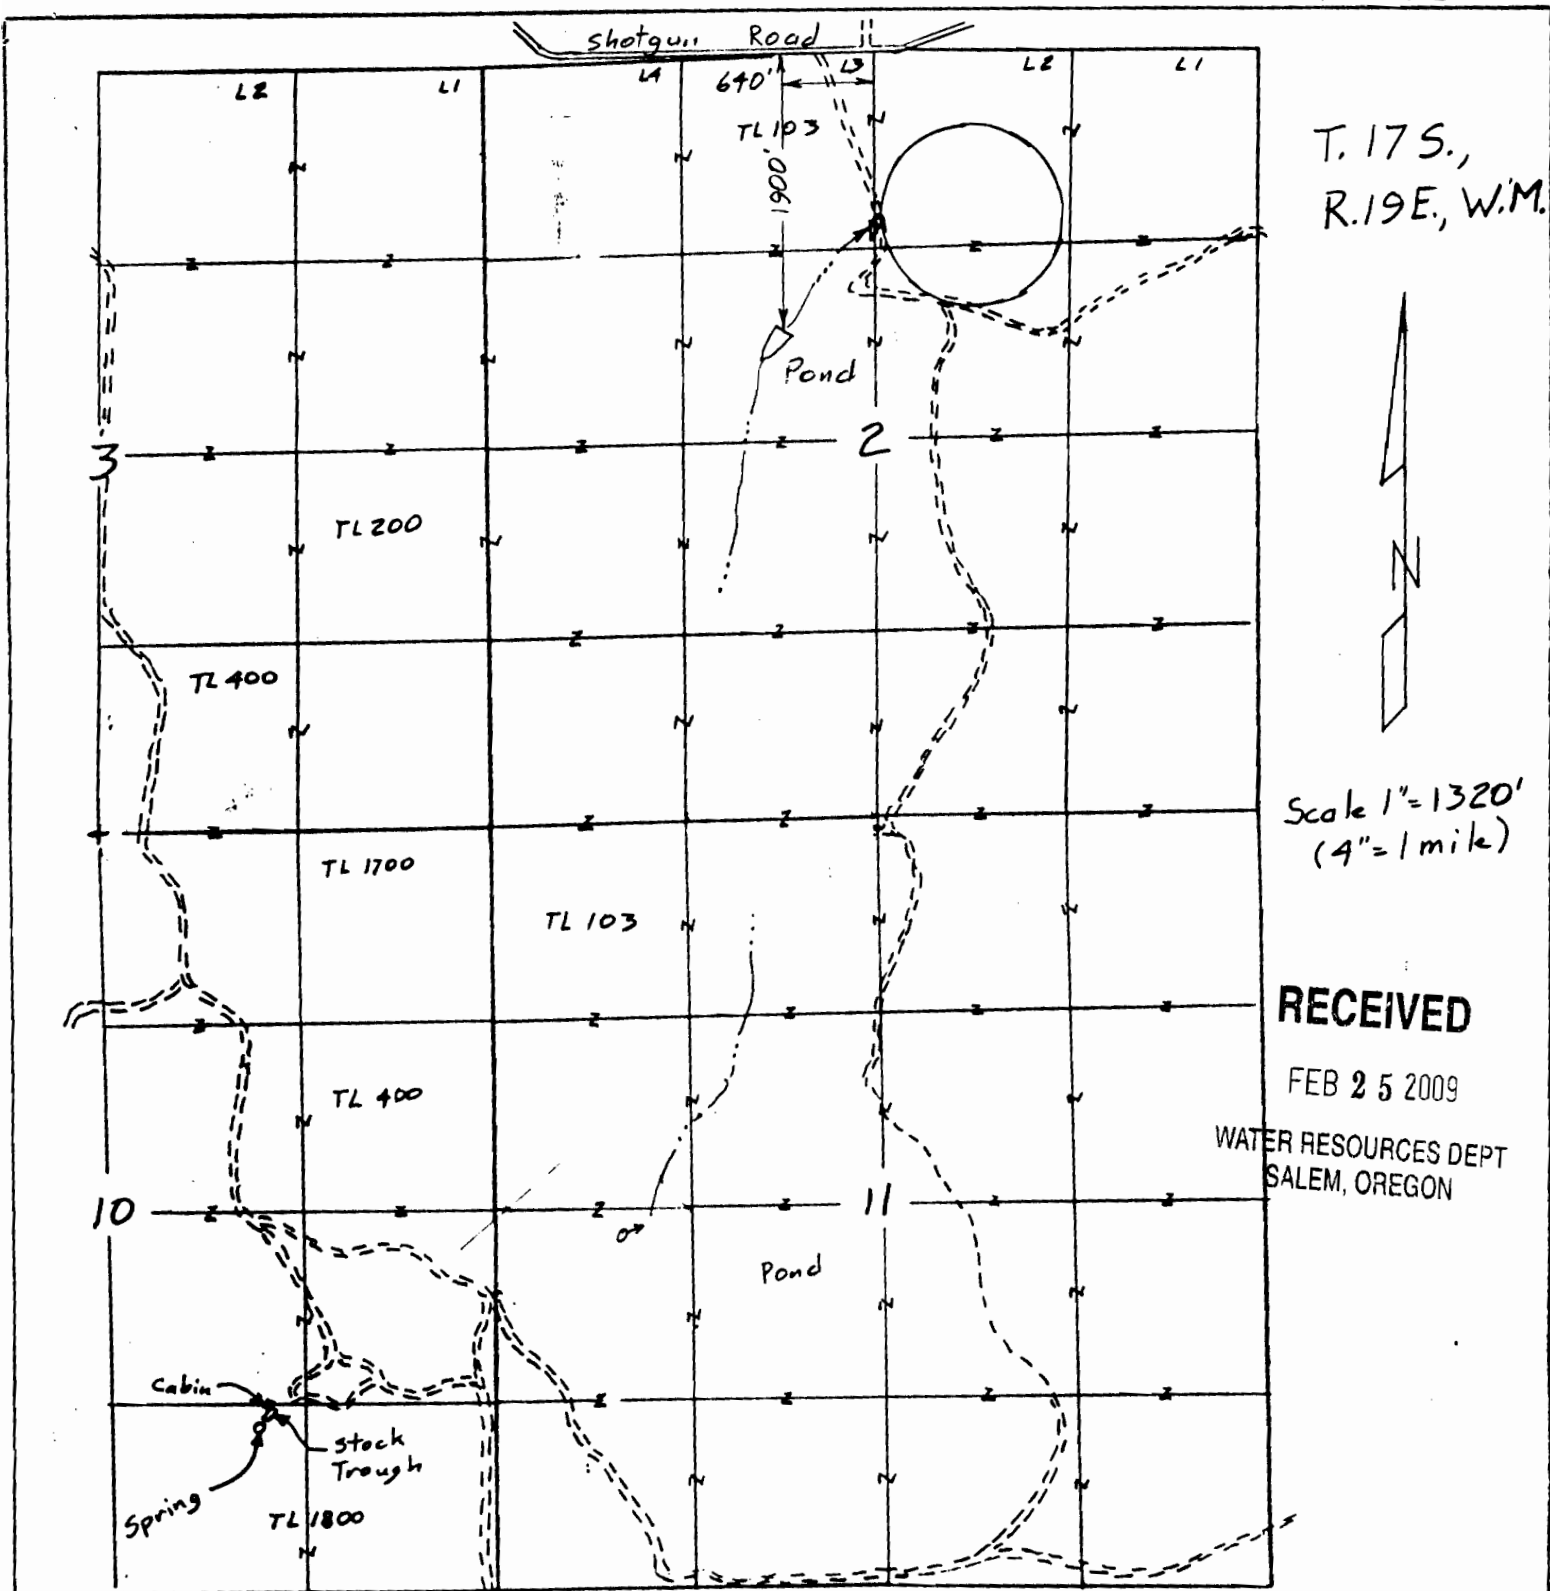 Shotgun Road
L2 L1 L4 640' L3 L2 L1
TL 103
1900'
T. 17 S.,
R.19E., W.M.
Pond
3
2
TL 200
N
TL 400
Scale 1"=1320'
(4"=1 mile)
TL 1700
TL 103
RECEIVED
FEB 25 2009
WATER RESOURCES DEPT
SALEM, OREGON
TL 400
10
11
Pond
Cabin
Stock
Trough
Spring
TL 1800